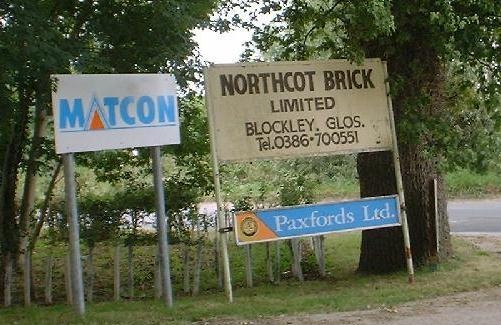 MATCON
NORTHCOT BRICK
LIMITED
BLOCKLEY, GLOS.
Tel.0386·700551
Paxfords Ltd.